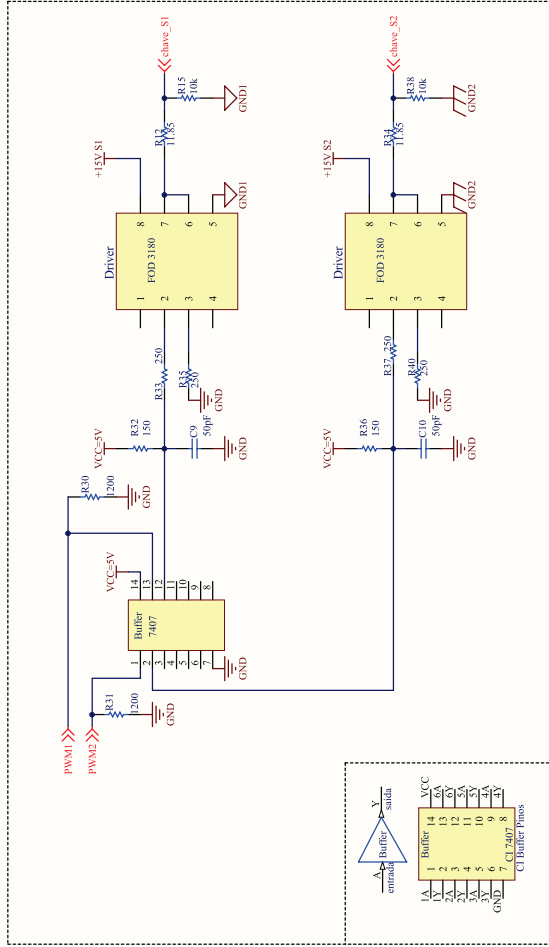 chave_S1
R15
10k
GND1
R12
11.85
+15V S1
8
7
6
5
GND1
Driver
FOD 3180
1
2
3
4
250
R33
R35
250
GND
VCC=5V
R32
150
C9
50pF
GND
R30
1200
GND
VCC=5V
14
13
12
11
10
9
8
Buffer
7407
1
2
3
4
5
6
7
GND
R31
1200
GND
PWM1
PWM2
chave_S2
R38
10k
GND2
R34
11.85
+15V S2
8
7
6
5
GND2
Driver
FOD 3180
1
2
3
4
R37
250
R40
250
GND
VCC=5V
R36
150
C10
50pF
GND
A
entrada
Buffer
Y
saida
VCC
6A
6Y
5A
5Y
4A
4Y
14
13
12
11
10
9
8
Buffer
CI 7407
1
2
3
4
5
6
7
1A
1Y
2A
2Y
3A
3Y
GND
CI Buffer Pinos